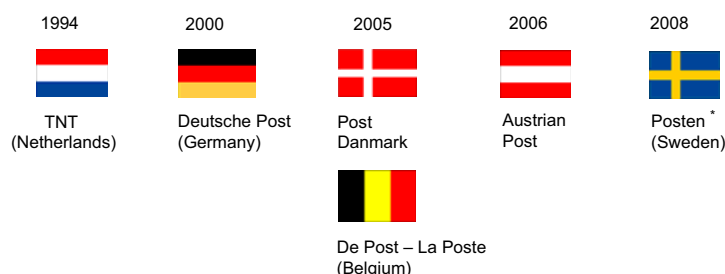 1994
2000
2005
2006
2008
TNT
(Netherlands)
Deutsche Post
(Germany)
Post
Danmark
Austrian
Post
Posten *
(Sweden)
De Post – La Poste
(Belgium)